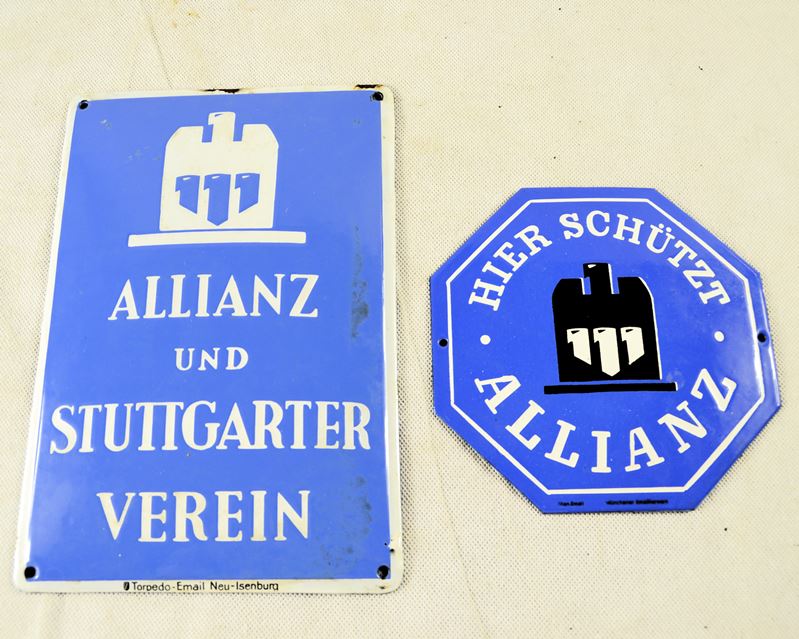 ALLIANZ
UND
STUTTGARTER
VEREIN
Torpedo-Email Neu-Isenburg
HIER SCHÜTZT
ALLIANZ